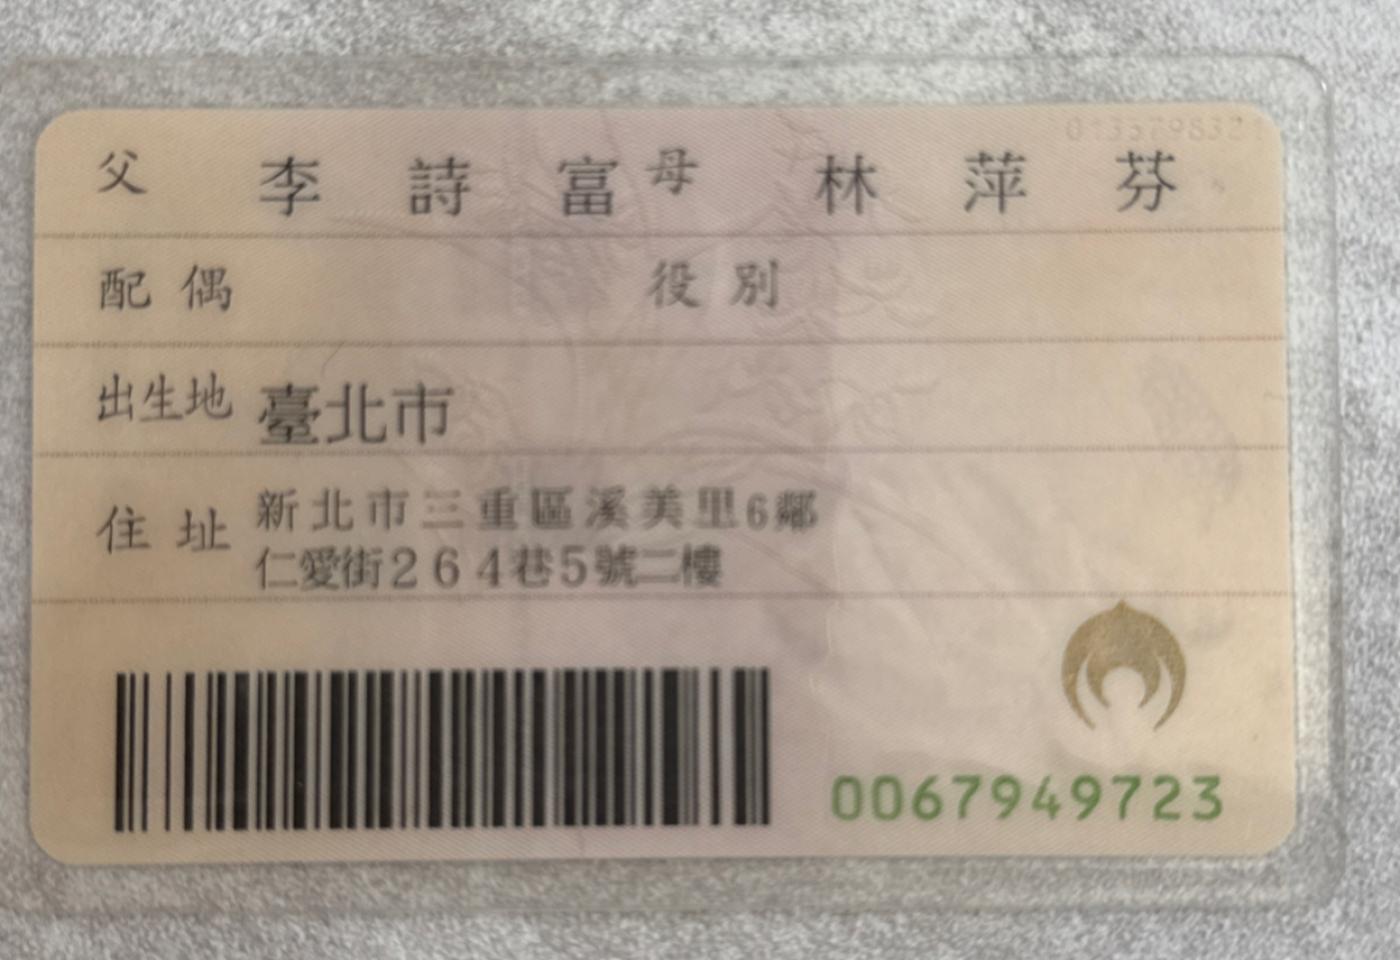 父 李詩富 母 林萍芬
配偶 役別
出生地 臺北市
住址 新北市三重區溪美里6鄰
仁愛街264巷5號二樓
0067949723